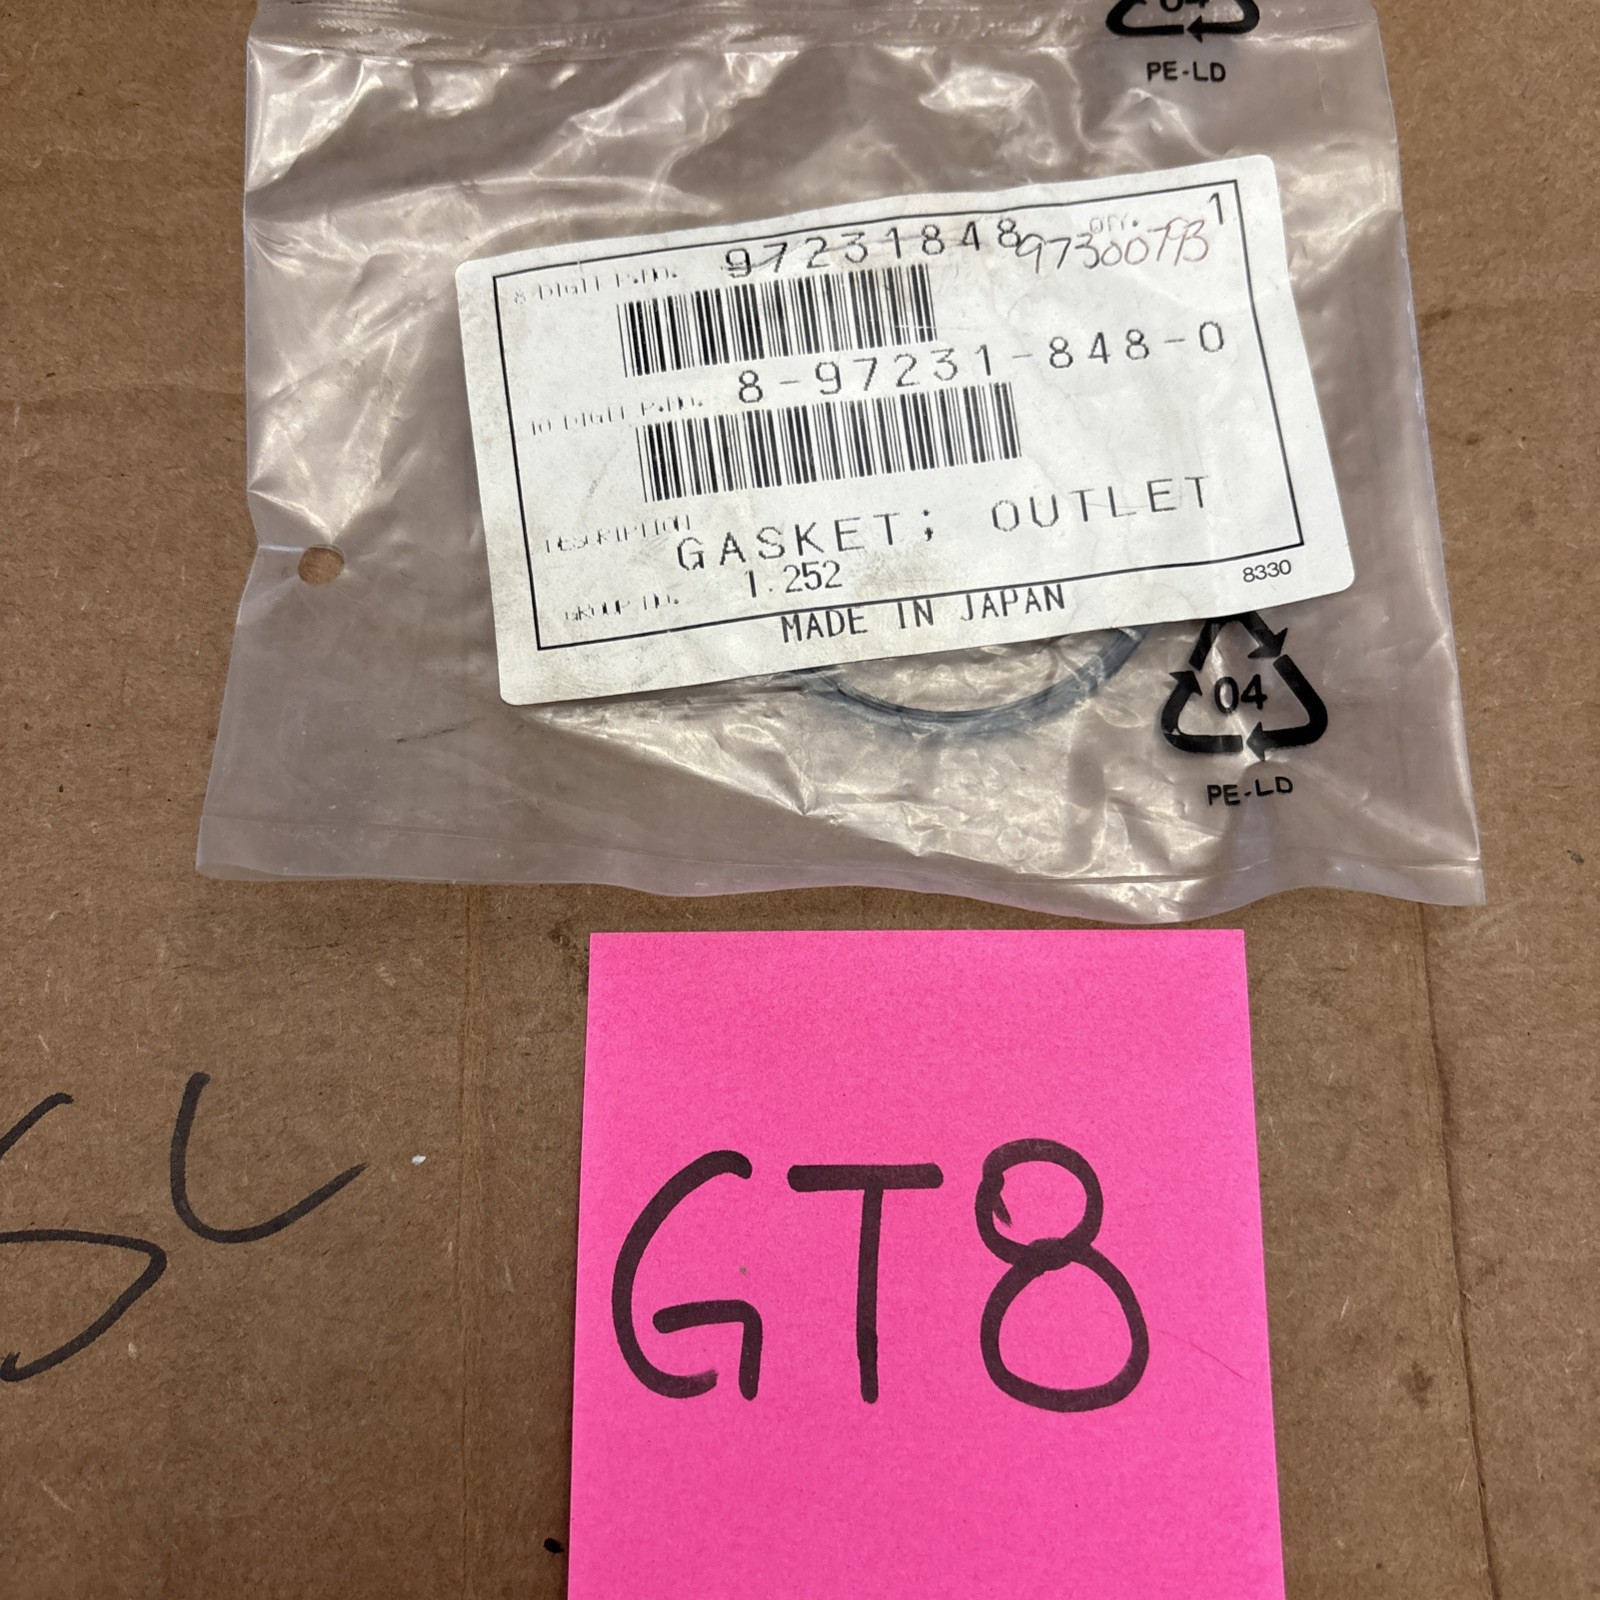 04
PE-LD
QTY. 1
8-DIGIT P.NO. 97231848
10-DIGIT P.NO. 8-97231-848-0
DESCRIPTION GASKET; OUTLET
GROUP NO. 1.252
8330
MADE IN JAPAN
04
PE-LD
GT8